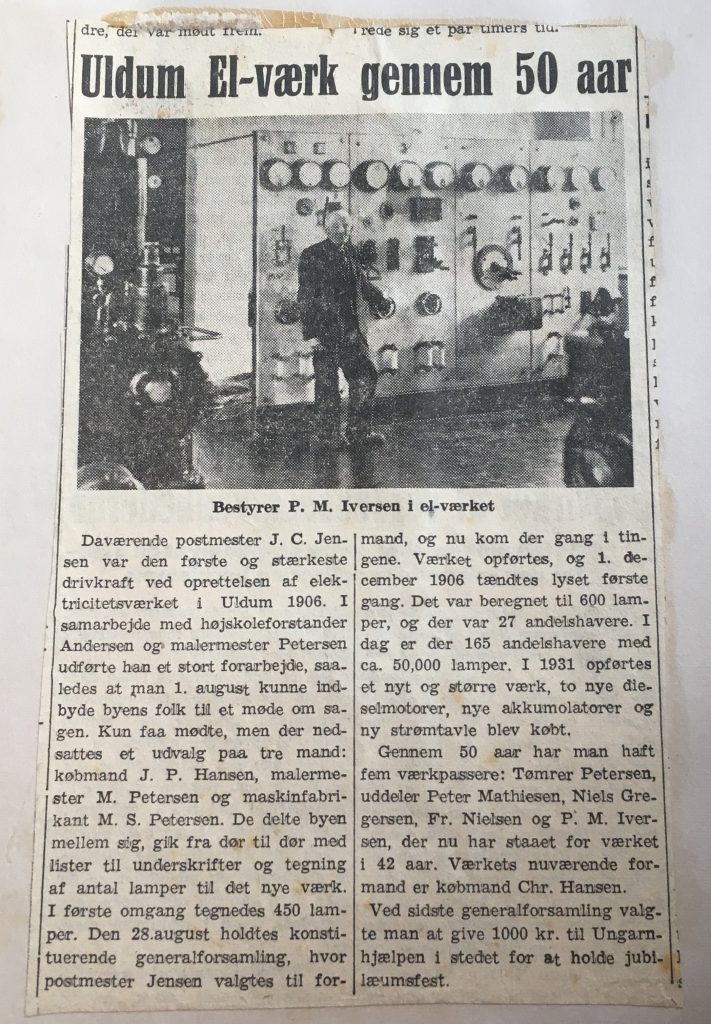 dre, der var mødt frem.
rede sig et par timers tid.
Uldum El-værk gennem 50 aar
Bestyrer P. M. Iversen i el-værket
Daværende postmester J. C. Jen-
sen var den første og stærkeste
drivkraft ved oprettelsen af elek-
tricitetsværket i Uldum 1906. I
samarbejde med højskoleforstander
Andersen og malermester Petersen
udførte han et stort forarbejde, saa-
ledes at man 1. august kunne ind-
byde byens folk til et møde om sa-
gen. Kun faa mødte, men der ned-
sattes et udvalg paa tre mand:
købmand J. P. Hansen, malerme-
ster M. Petersen og maskinfabri-
kant M. S. Petersen. De delte byen
mellem sig, gik fra dør til dør med
lister til underskrifter og tegning
af antal lamper til det nye værk.
I første omgang tegnedes 450 lam-
per. Den 28.august holdtes konsti-
tuerende generalforsamling, hvor
postmester Jensen valgtes til for-
mand, og nu kom der gang i tin-
gene. Værket opførtes, og 1. de-
cember 1906 tændtes lyset første
gang. Det var beregnet til 600 lam-
per, og der var 27 andelshavere. I
dag er der 165 andelshavere med
ca. 50,000 lamper. I 1931 opførtes
et nyt og større værk, to nye die-
selmotorer, nye akkumolatorer og
ny strømtavle blev købt.
Gennem 50 aar har man haft
fem værkpassere: Tømrer Petersen,
uddeler Peter Mathiesen, Niels Gre-
gersen, Fr. Nielsen og P. M. Iver-
sen, der nu har staaet for værket
i 42 aar. Værkets nuværende for-
mand er købmand Chr. Hansen.
Ved sidste generalforsamling valg-
te man at give 1000 kr. til Ungarn-
hjælpen i stedet for at holde jubi-
læumsfest.